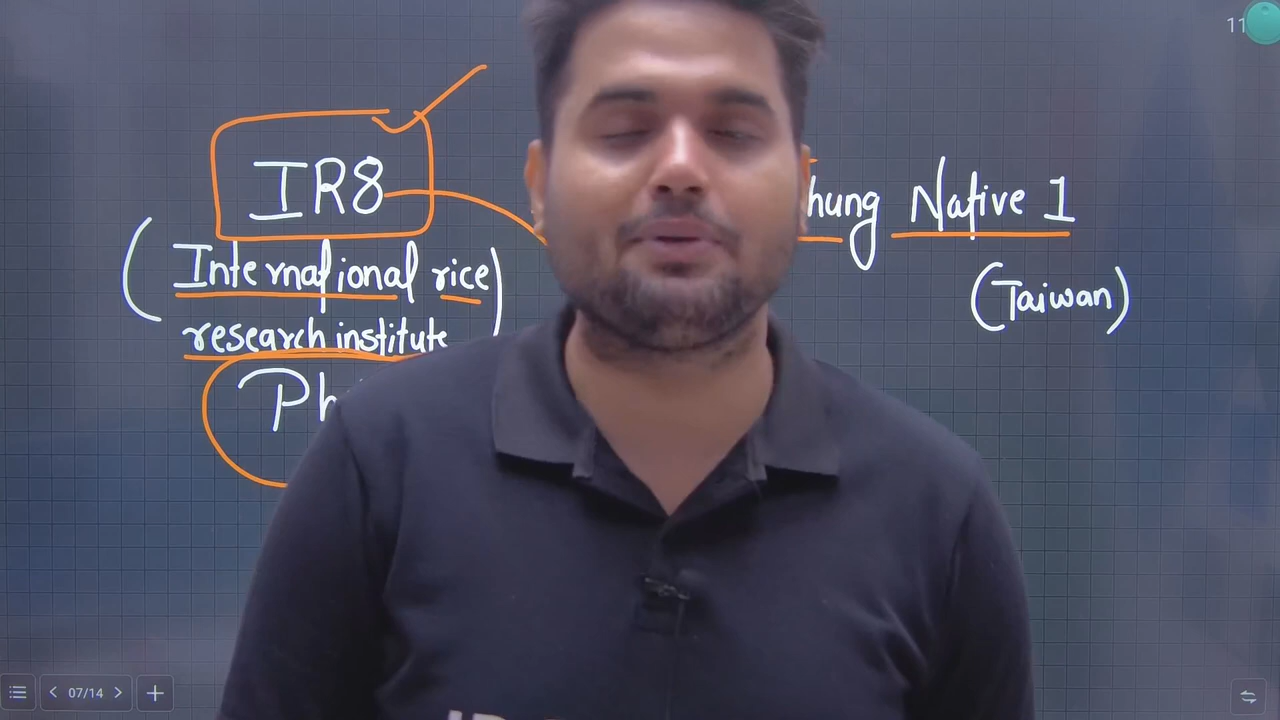 11
IR8
hung Native 1
(International rice
research institute)
(Taiwan)
Ph
07/14